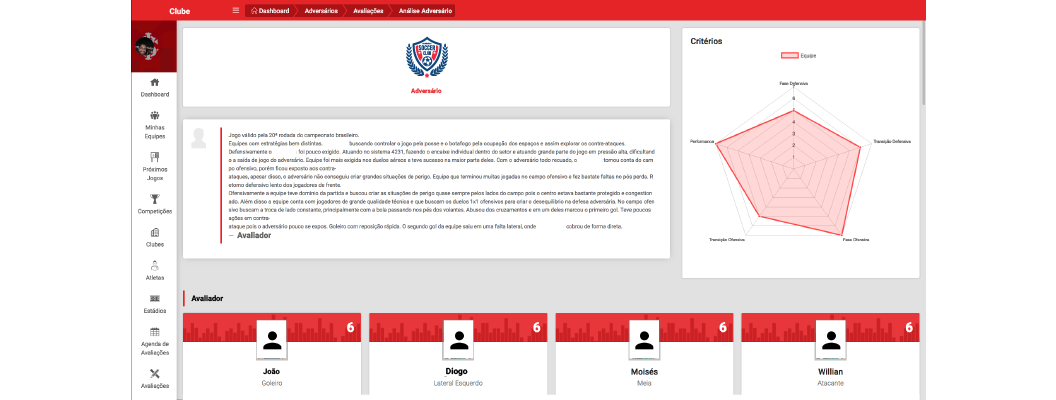 Clube
Dashboard Adversários Avaliações Análise Adversário
Dashboard
Minhas
Equipes
Próximos
Jogos
Competições
Clubes
Atletas
Estádios
Agenda de
Avaliações
Avaliações
SOCCER
CLUB
Adversário
Jogo válido pela 20ª rodada do campeonato brasileiro.
Equipes com estratégias bem distintas. buscando controlar o jogo pela posse e o botafogo pela ocupação dos espaços e assim explorar os contra-ataques.
Defensivamente o foi pouco exigido. Atuando no sistema 4231, fazendo o encaixe individual dentro do setor e atuando grande parte do jogo em pressão alta, dificultand
o a saída de jogo do adversário. Equipe foi mais exigida nos duelos aéreos e teve sucesso na maior parte deles. Com o adversário todo recuado, o tomou conta do cam
po ofensivo, porém ficou exposto aos contra-
ataques, apesar disso, o adversário não conseguiu criar grandes situações de perigo. Equipe que terminou muitas jogadas no campo ofensivo e fez bastate faltas no pós perda. R
etorno defensivo lento dos jogadores de frente.
Ofensivamente a equipe teve domínio da partida e buscou criar as situações de perigo quase sempre pelos lados do campo pois o centro estava bastante protegido e congestion
ado. Além disso a equipe conta com jogadores de grande qualidade técnica e que buscam os duelos 1x1 ofensivos para criar o desequilíbrio na defesa adversária. No campo ofen
sivo buscam a troca de lado constante, principalmente com a bola passando nos pés dos volantes. Abusou dos cruzamentos e em um deles marcou o primeiro gol. Teve poucos
ações em contra-
ataque pois o adversário pouco se expos. Goleiro com reposição rápida. O segundo gol da equipe saiu em uma falta lateral, onde cobrou de forma direta.
— Avaliador
Critérios
Equipe
Fase Defensiva
Transição Defensiva
Fase Ofensiva
Transição Ofensiva
Performance
7
6
4
3
2
1
Avaliador
6
João
Goleiro
6
Diogo
Lateral Esquerdo
6
Moisés
Meia
6
Willian
Atacante